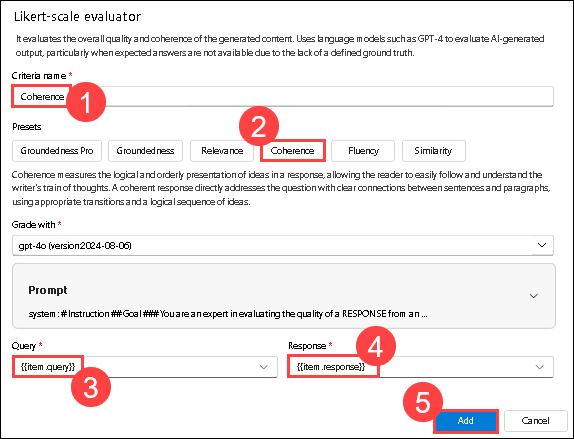 Likert-scale evaluator
It evaluates the overall quality and coherence of the generated content. Uses language models such as GPT-4 to evaluate AI-generated
output, particularly when expected answers are not available due to the lack of a defined ground truth.
Criteria name *
Coherence
1
Presets
2
Groundedness Pro Groundedness Relevance Coherence Fluency Similarity
Coherence measures the logical and orderly presentation of ideas in a response, allowing the reader to easily follow and understand the
writer's train of thoughts. A coherent response directly addresses the question with clear connections between sentences and paragraphs,
using appropriate transitions and a logical sequence of ideas.
Grade with *
gpt-4o (version:2024-08-06)
Prompt
system : # Instruction ## Goal ### You are an expert in evaluating the quality of a RESPONSE from an ...
Query * Response * 4
{{item.query}} {{item.response}}
3
5 Add Cancel